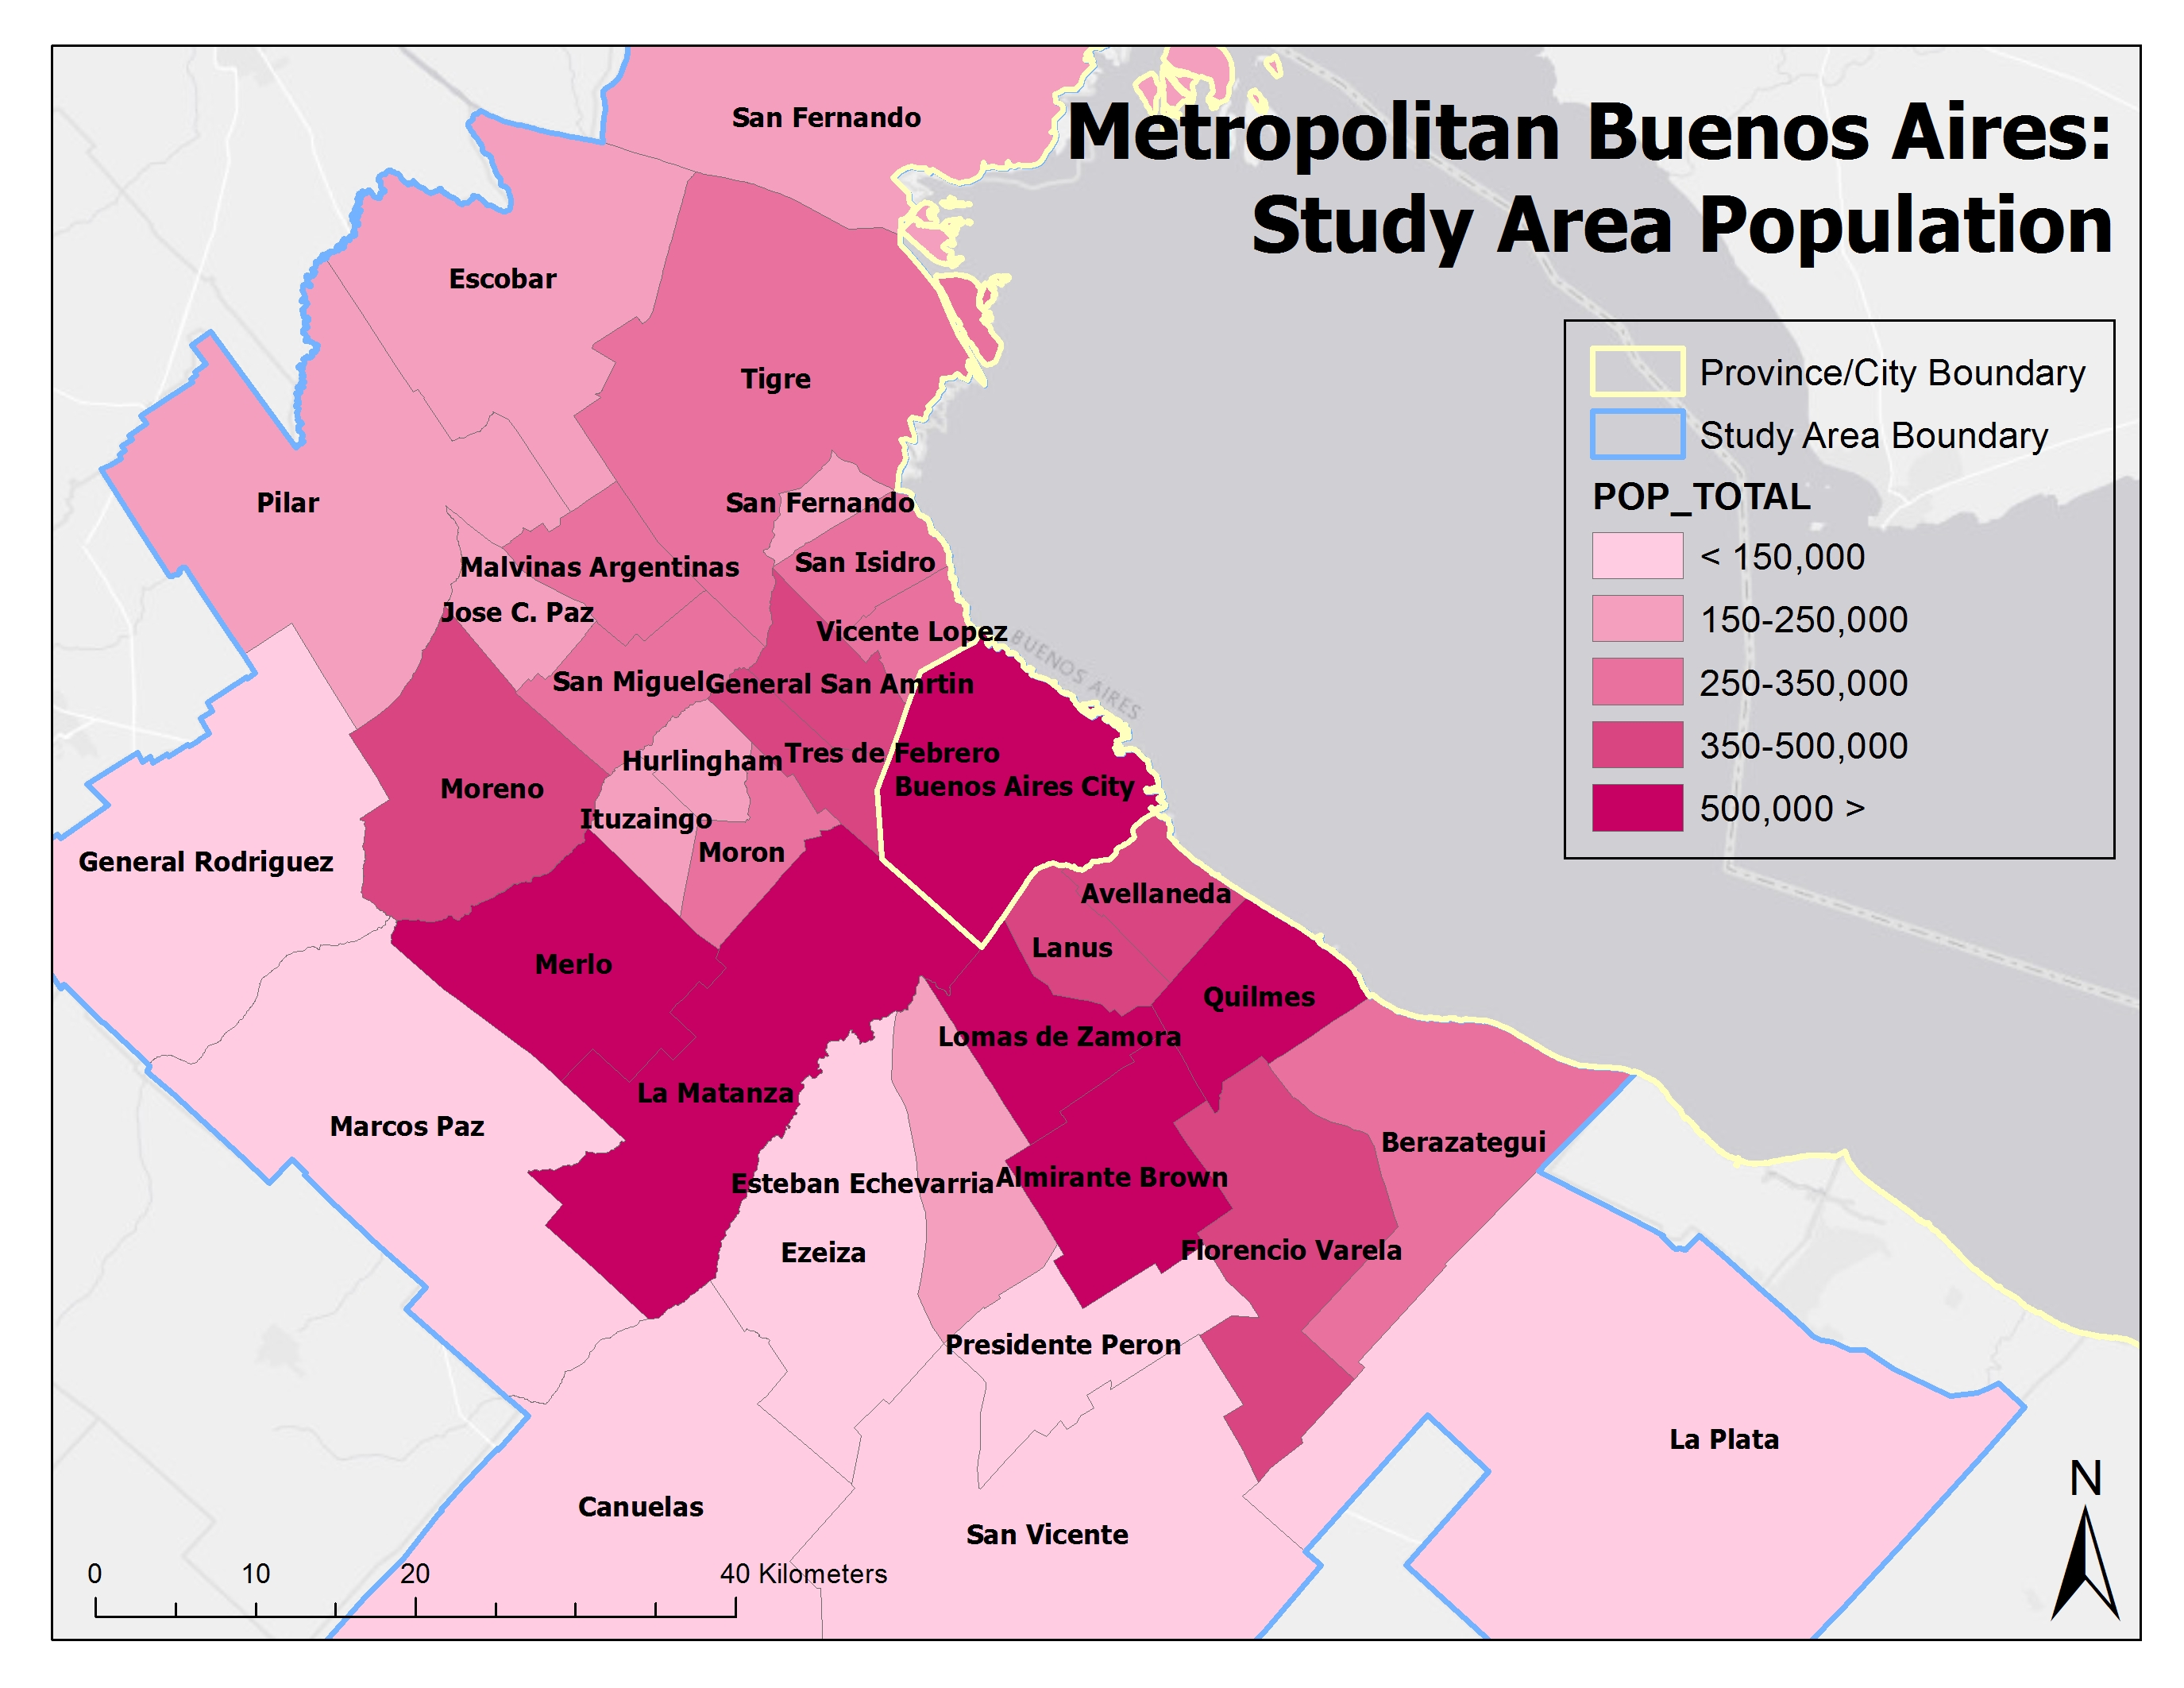 San Fernando
Metropolitan Buenos Aires:
Study Area Population
Escobar
Tigre
Pilar
San Fernando
San Isidro
Malvinas Argentinas
Jose C. Paz
Vicente Lopez
BUENOS AIRES
San Miguel
General San Amrtin
Hurlingham
Tres de Febrero
Buenos Aires City
Moreno
Ituzaingo
Moron
General Rodriguez
Avellaneda
Lanus
Merlo
Quilmes
Lomas de Zamora
La Matanza
Marcos Paz
Berazategui
Esteban Echevarria
Almirante Brown
Ezeiza
Florencio Varela
Presidente Peron
La Plata
Canuelas
San Vicente
Province/City Boundary
Study Area Boundary
POP_TOTAL
< 150,000
150-250,000
250-350,000
350-500,000
500,000 >
N
0 10 20 40 Kilometers